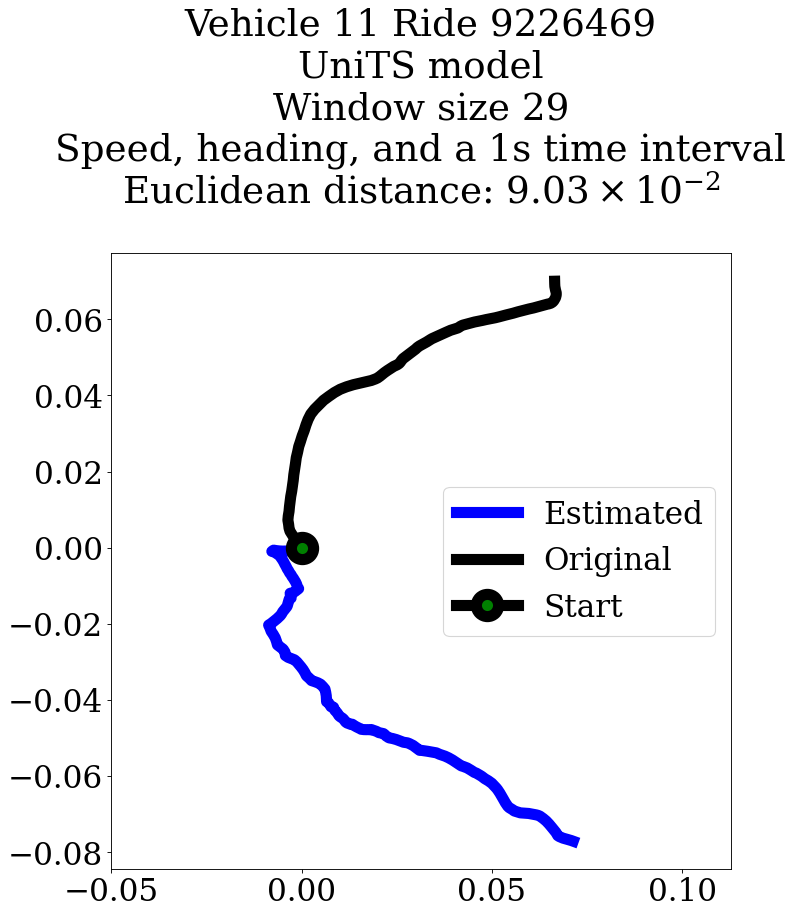 Vehicle 11 Ride 9226469
UniTS model
Window size 29
Speed, heading, and a 1s time interval
Euclidean distance: 9.03 × 10⁻²
0.06
0.04
0.02
0.00
−0.02
−0.04
−0.06
−0.08
Estimated
Original
Start
−0.05 0.00 0.05 0.10